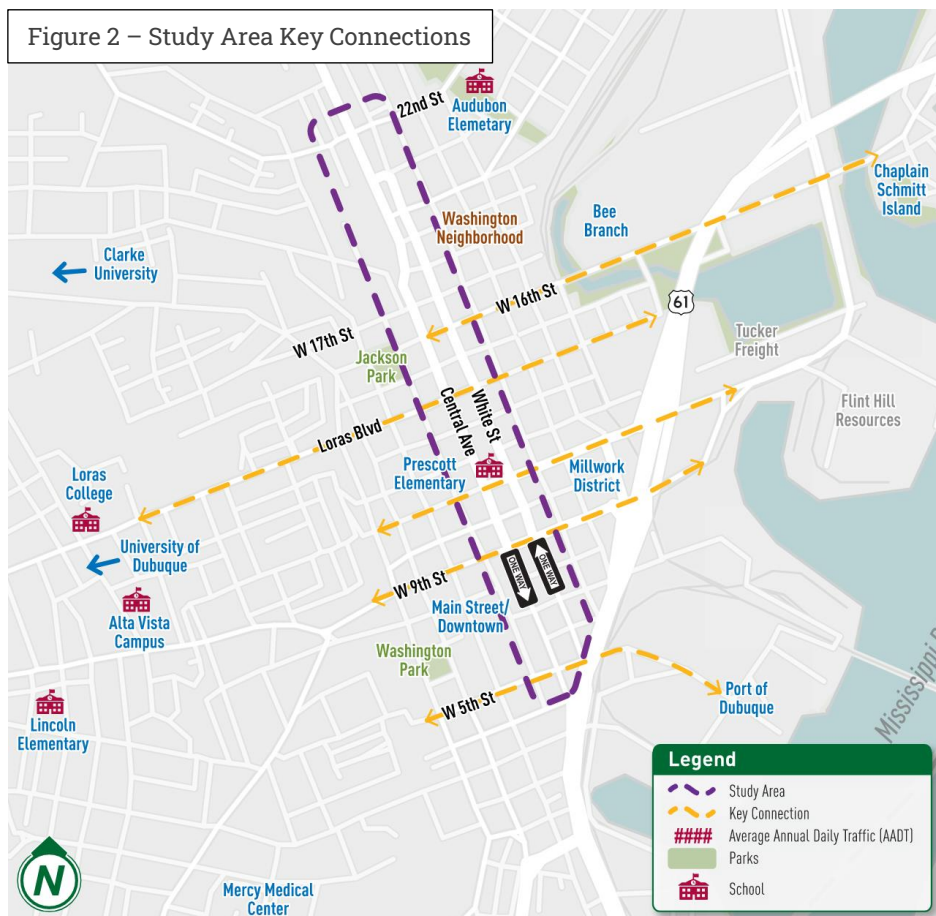 Figure 2 – Study Area Key Connections
22nd St
Audubon
Elemetary
Chaplain
Schmitt
Island
Bee
Branch
Washington
Neighborhood
Clarke
University
W 16th St
61
W 17th St
Jackson
Park
Tucker
Freight
Flint Hill
Resources
Central Ave
White St
Loras Blvd
Prescott
Elementary
Millwork
District
Loras
College
University of
Dubuque
ONE WAY
ONE WAY
W 9th St
Main Street/
Downtown
Alta Vista
Campus
Washington
Park
W 5th St
Port of
Dubuque
Lincoln
Elementary
Mississippi
Legend
Study Area
Key Connection
#### Average Annual Daily Traffic (AADT)
Parks
School
N
Mercy Medical
Center